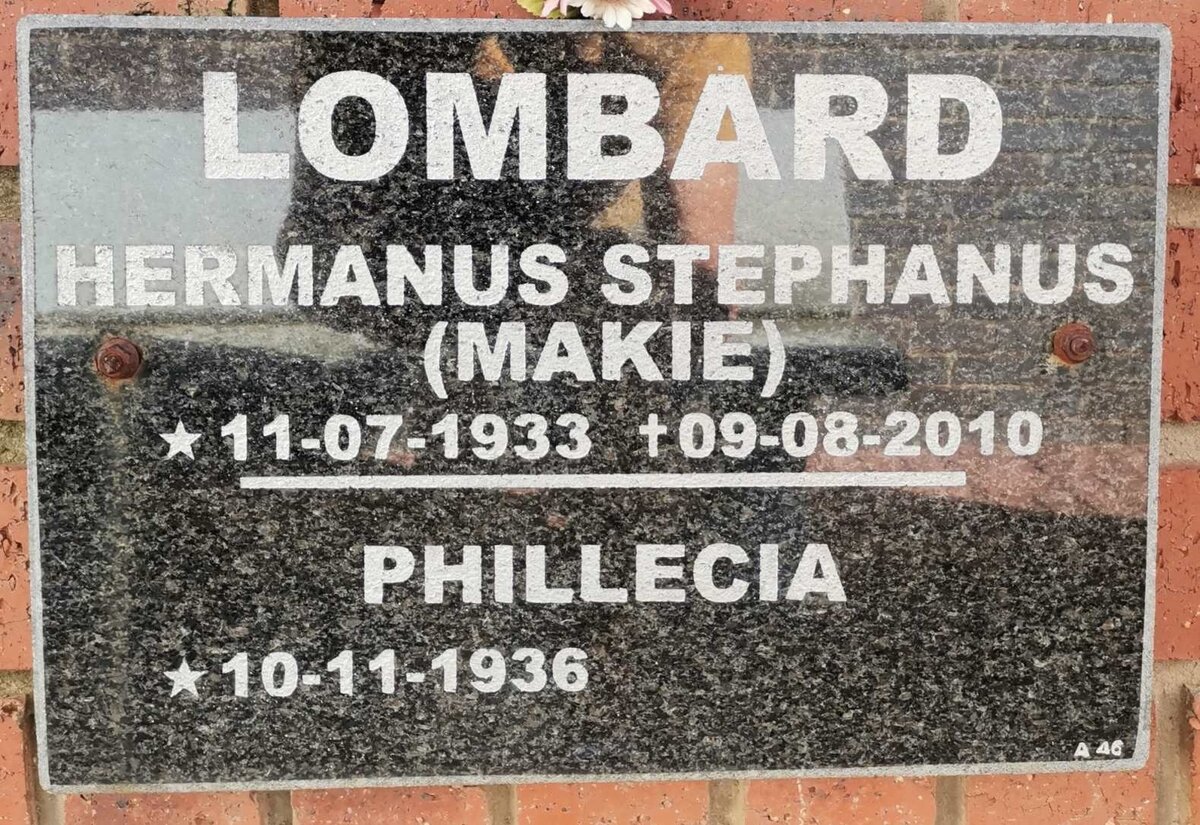 LOMBARD
HERMANUS STEPHANUS
(MAKIE)
★11-07-1933 ✝09-08-2010
PHILLECIA
★10-11-1936
A 46